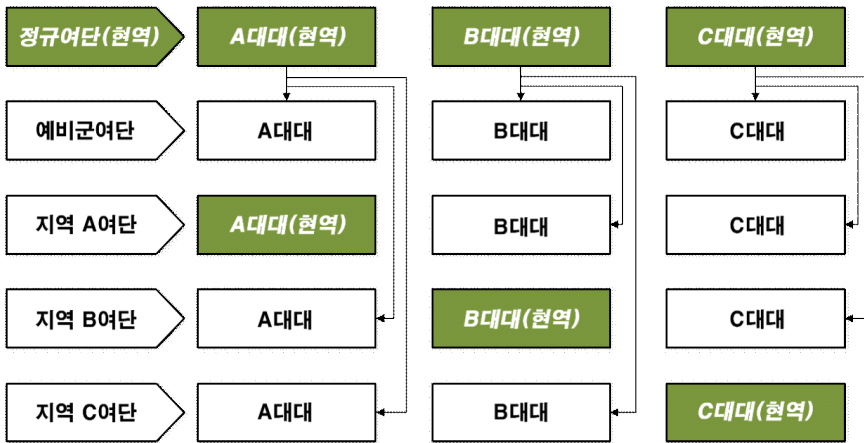 정규여단(현역) A대대(현역) B대대(현역) C대대(현역)
예비군여단 A대대 B대대 C대대
지역 A여단 A대대(현역) B대대 C대대
지역 B여단 A대대 B대대(현역) C대대
지역 C여단 A대대 B대대 C대대(현역)